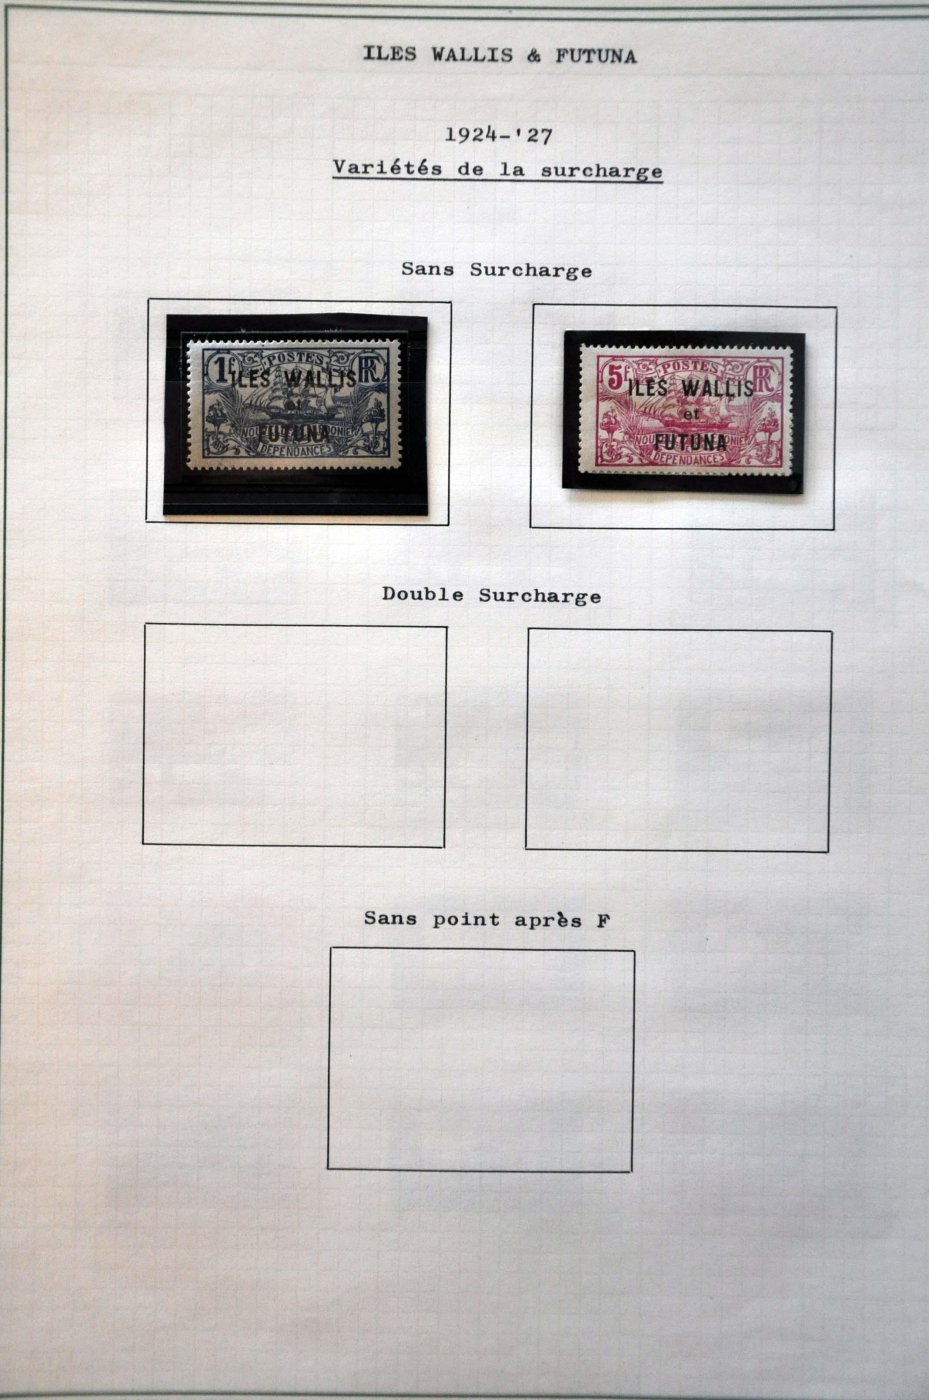 ILES WALLIS & FUTUNA
1924-'27
Variétés de la surcharge
Sans Surcharge
POSTES
1f
RF
ILES WALLIS
et
FUTUNA
DEPENDANCES
POSTES
5f
RF
ILES WALLIS
et
FUTUNA
DEPENDANCES
Double Surcharge
Sans point après F